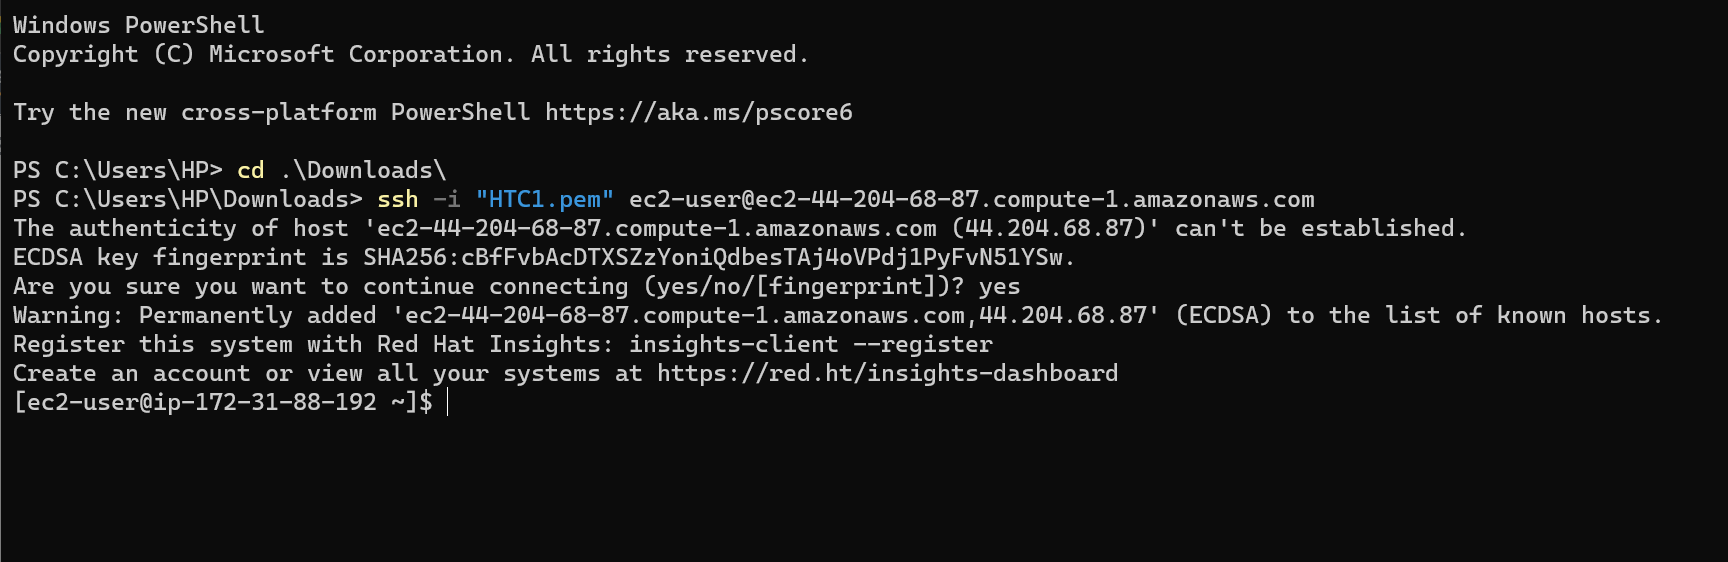 Windows PowerShell
Copyright (C) Microsoft Corporation. All rights reserved.
Try the new cross-platform PowerShell https://aka.ms/pscore6
PS C:\Users\HP> cd .\Downloads\
PS C:\Users\HP\Downloads> ssh -i "HTC1.pem" ec2-user@ec2-44-204-68-87.compute-1.amazonaws.com
The authenticity of host 'ec2-44-204-68-87.compute-1.amazonaws.com (44.204.68.87)' can't be established.
ECDSA key fingerprint is SHA256:cBfFvbAcDTXSZzYoniQdbesTAj4oVPdj1PyFvN51YSw.
Are you sure you want to continue connecting (yes/no/[fingerprint])? yes
Warning: Permanently added 'ec2-44-204-68-87.compute-1.amazonaws.com,44.204.68.87' (ECDSA) to the list of known hosts.
Register this system with Red Hat Insights: insights-client --register
Create an account or view all your systems at https://red.ht/insights-dashboard
[ec2-user@ip-172-31-88-192 ~]$